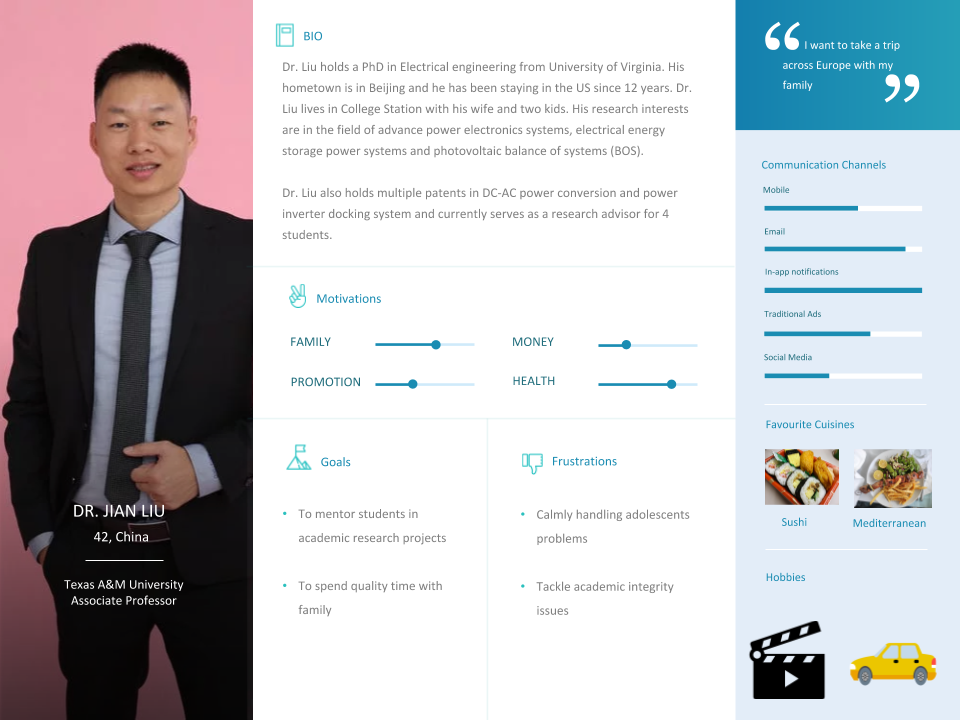 DR. JIAN LIU
42, China
Texas A&M University
Associate Professor
BIO
Dr. Liu holds a PhD in Electrical engineering from University of Virginia. His
hometown is in Beijing and he has been staying in the US since 12 years. Dr.
Liu lives in College Station with his wife and two kids. His research interests
are in the field of advance power electronics systems, electrical energy
storage power systems and photovoltaic balance of systems (BOS).
Dr. Liu also holds multiple patents in DC-AC power conversion and power
inverter docking system and currently serves as a research advisor for 4
students.
Motivations
FAMILY
MONEY
PROMOTION
HEALTH
Goals
• To mentor students in
academic research projects
• To spend quality time with
family
Frustrations
• Calmly handling adolescents
problems
• Tackle academic integrity
issues
“ I want to take a trip
across Europe with my
family ”
Communication Channels
Mobile
Email
In-app notifications
Traditional Ads
Social Media
Favourite Cuisines
Sushi
Mediterranean
Hobbies